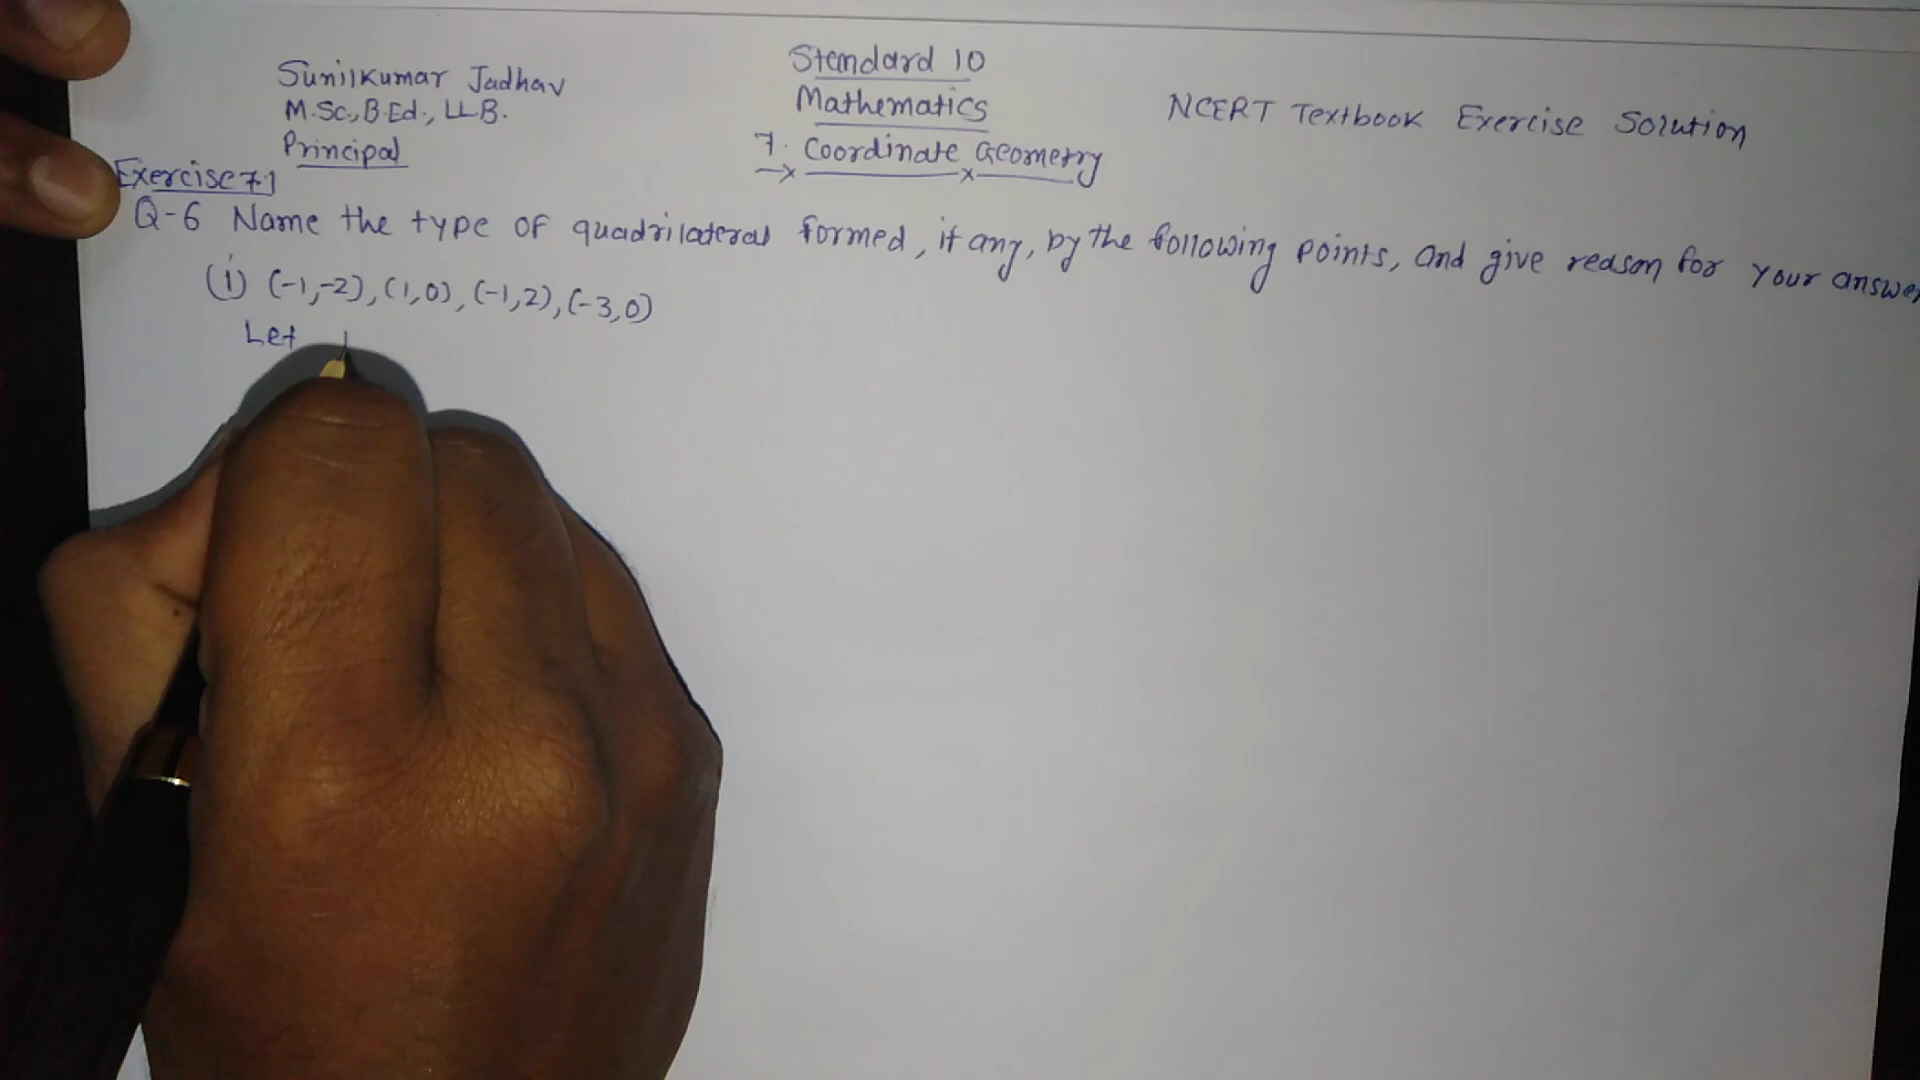 Sunilkumar Jadhav
M.Sc., B.Ed., LL.B.
Principal
Stendard 10
Mathematics
7. Coordinate Geometry
NCERT Textbook Exercise Solution
Exercise 7.1
Q-6 Name the type of quadrilateral formed, if any, by the following points, and give reason for your answer
(i) (-1,-2), (1,0), (-1,2), (-3,0)
Let